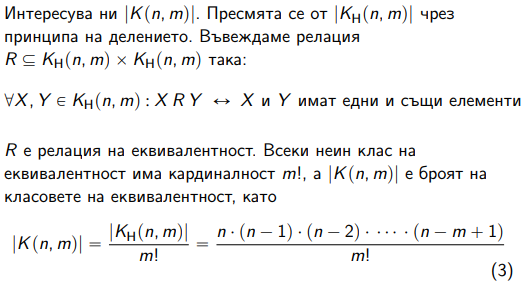 Интересува ни |K(n, m)|. Пресмята се от |K_H(n, m)| чрез
принципа на делението. Въвеждаме релация
R ⊆ K_H(n, m) × K_H(n, m) така:
∀X, Y ∈ K_H(n, m) : X R Y ↔ X и Y имат едни и същи елементи
R е релация на еквивалентност. Всеки неин клас на
еквивалентност има кардиналност m!, а |K(n, m)| е броят на
класовете на еквивалентност, като
|K(n, m)| = |K_H(n, m)| / m! = n · (n − 1) · (n − 2) · ⋯ · (n − m + 1) / m!
(3)